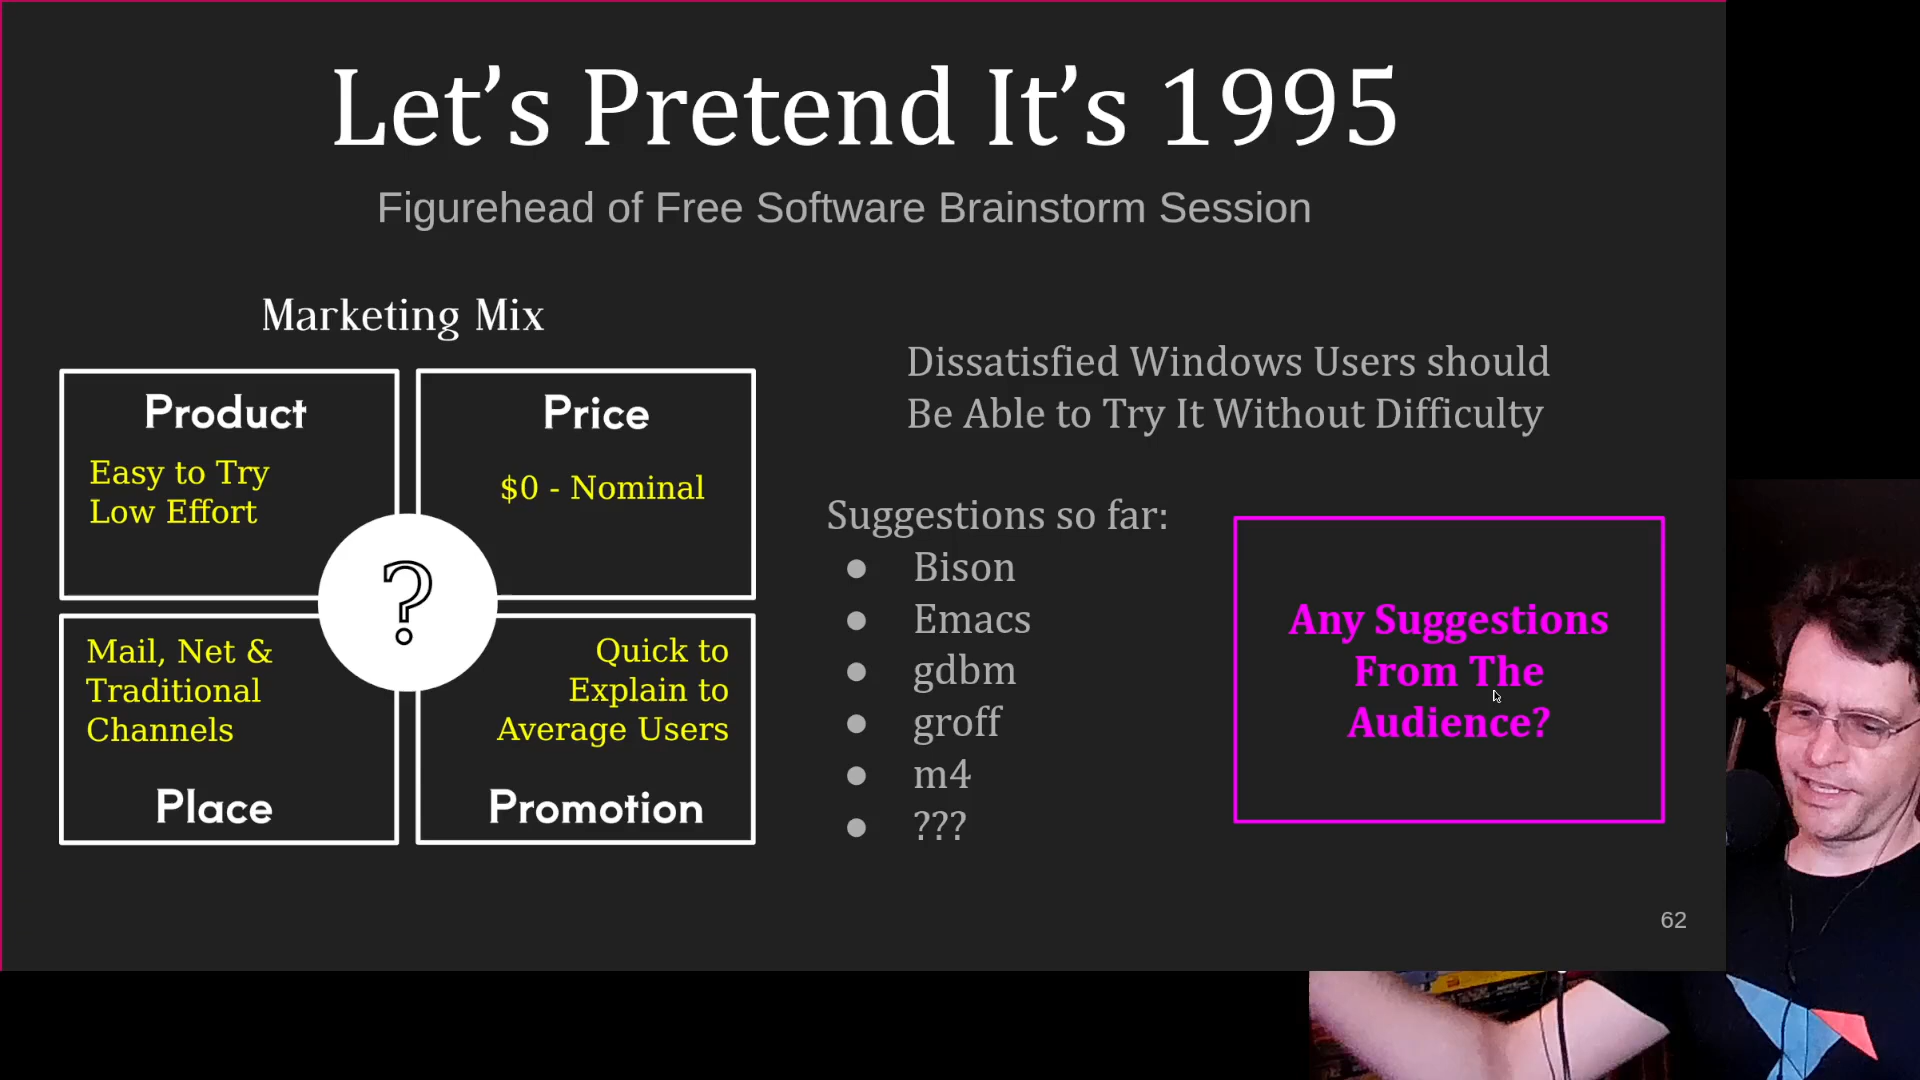 Let’s Pretend It’s 1995
Figurehead of Free Software Brainstorm Session
Marketing Mix
Product
Easy to Try
Low Effort
Price
$0 - Nominal
?
Mail, Net &
Traditional
Channels
Place
Quick to
Explain to
Average Users
Promotion
Dissatisfied Windows Users should
Be Able to Try It Without Difficulty
Suggestions so far:
● Bison
● Emacs
● gdbm
● groff
● m4
● ???
Any Suggestions
From The
Audience?
62